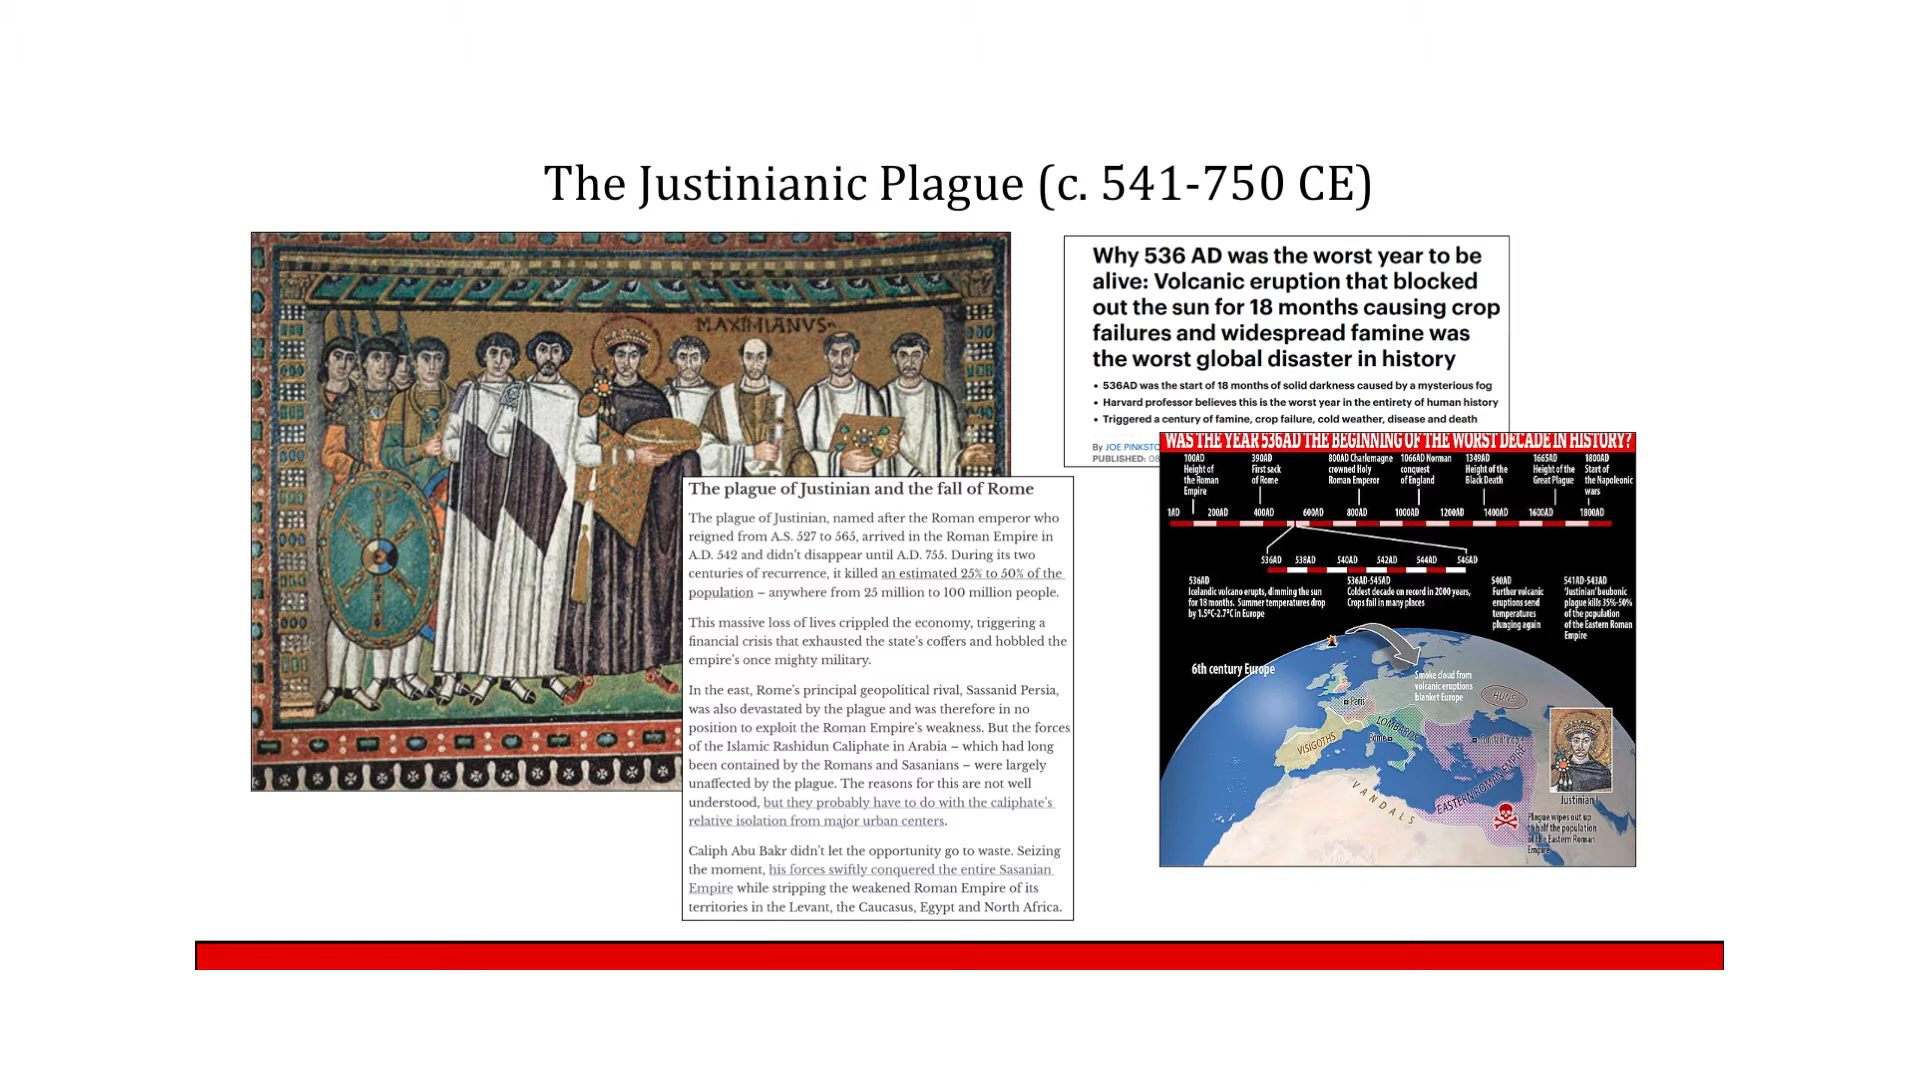 The Justinianic Plague (c. 541-750 CE)
MAXIMIANVS
The plague of Justinian and the fall of Rome
The plague of Justinian, named after the Roman emperor who
reigned from A.S. 527 to 565, arrived in the Roman Empire in
A.D. 542 and didn't disappear until A.D. 755. During its two
centuries of recurrence, it killed an estimated 25% to 50% of the
population – anywhere from 25 million to 100 million people.
This massive loss of lives crippled the economy, triggering a
financial crisis that exhausted the state's coffers and hobbled the
empire's once mighty military.
In the east, Rome's principal geopolitical rival, Sassanid Persia,
was also devastated by the plague and was therefore in no
position to exploit the Roman Empire's weakness. But the forces
of the Islamic Rashidun Caliphate in Arabia – which had long
been contained by the Romans and Sasanians – were largely
unaffected by the plague. The reasons for this are not well
understood, but they probably have to do with the caliphate's
relative isolation from major urban centers.
Caliph Abu Bakr didn't let the opportunity go to waste. Seizing
the moment, his forces swiftly conquered the entire Sasanian
Empire while stripping the weakened Roman Empire of its
territories in the Levant, the Caucasus, Egypt and North Africa.
Why 536 AD was the worst year to be
alive: Volcanic eruption that blocked
out the sun for 18 months causing crop
failures and widespread famine was
the worst global disaster in history
• 536AD was the start of 18 months of solid darkness caused by a mysterious fog
• Harvard professor believes this is the worst year in the entirety of human history
• Triggered a century of famine, crop failure, cold weather, disease and death
By JOE PINKSTO
PUBLISHED: 08
WAS THE YEAR 536AD THE BEGINNING OF THE WORST DECADE IN HISTORY?
100AD
Height of
the Roman
Empire
390AD
First sack
of Rome
800AD Charlemagne
crowned Holy
Roman Emperor
1066AD Norman
conquest
of England
1349AD
Height of the
Black Death
1665AD
Height of the
Great Plague
1800AD
Start of
the Napoleonic
wars
1AD 200AD 400AD 600AD 800AD 1000AD 1200AD 1400AD 1600AD 1800AD
536AD 538AD 540AD 542AD 544AD 546AD
536AD
Icelandic volcano erupts, dimming the sun
for 18 months. Summer temperatures drop
by 1.5ºC-2.7ºC in Europe
536AD-545AD
Coldest decade on record in 2000 years,
Crops fail in many places
540AD
Further volcanic
eruptions send
temperatures
plunging again
541AD-543AD
'Justinian' beubonic
plague kills 35%-50%
of the population
of the Eastern Roman
Empire
6th century Europe
Smoke cloud from
volcanic eruptions
blanket Europe
HUNS
Paris
LOMBARDS
VISIGOTHS
Rome
VANDALS
EASTERN ROMAN EMPIRE
Justinian I
Plague wipes out up
to half the population
of the Eastern Roman
Empire